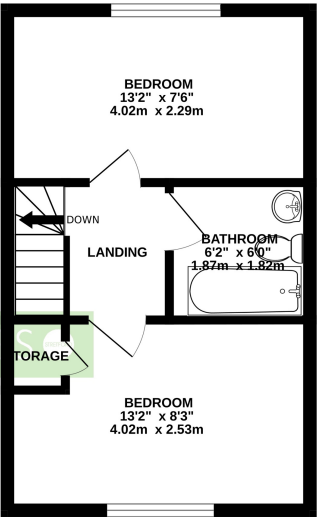 BEDROOM
13'2" x 7'6"
4.02m x 2.29m
DOWN
BATHROOM
6'2" x 6'0"
1.87m x 1.82m
LANDING
TORAGE
BEDROOM
13'2" x 8'3"
4.02m x 2.53m